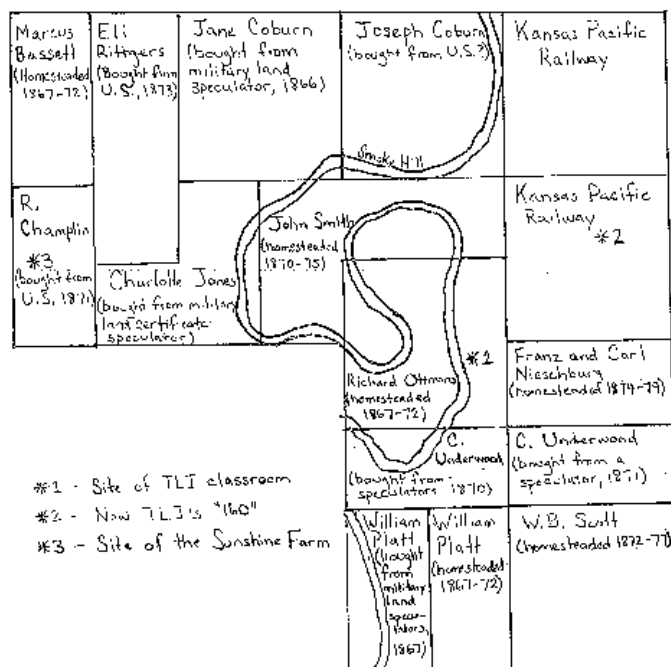 Marcus
Bassett
(Homesteaded
1867-72)
Eli
Rittgers
(Bought from
U.S., 1873)
Jane Coburn
(bought from
military land
speculator, 1866)
Joseph Coburn
(bought from U.S.?)
Kansas Pacific
Railway
Smoky Hill
R.
Champlin
*3
(bought from
U.S, 1871)
Charlotte Jones
(bought from military
land certificate
speculator)
John Smith
(homesteaded
1870-75)
Kansas Pacific
Railway
*2
Richard Ottmans
(homesteaded
1867-72)
*1
Franz and Carl
Nieschburg
(homesteaded 1874-79)
C.
Underwood
(bought from
speculators 1870)
C. Underwood
(bought from a
speculator, 1871)
William
Platt
(bought
from
military
land
specu-
lators,
1867)
William
Platt
(homesteaded
1867-72)
W.B. Scott
(homesteaded 1872-77)
*1 - Site of TLI classroom
*2 - Now TLI's "160"
*3 - Site of the Sunshine Farm